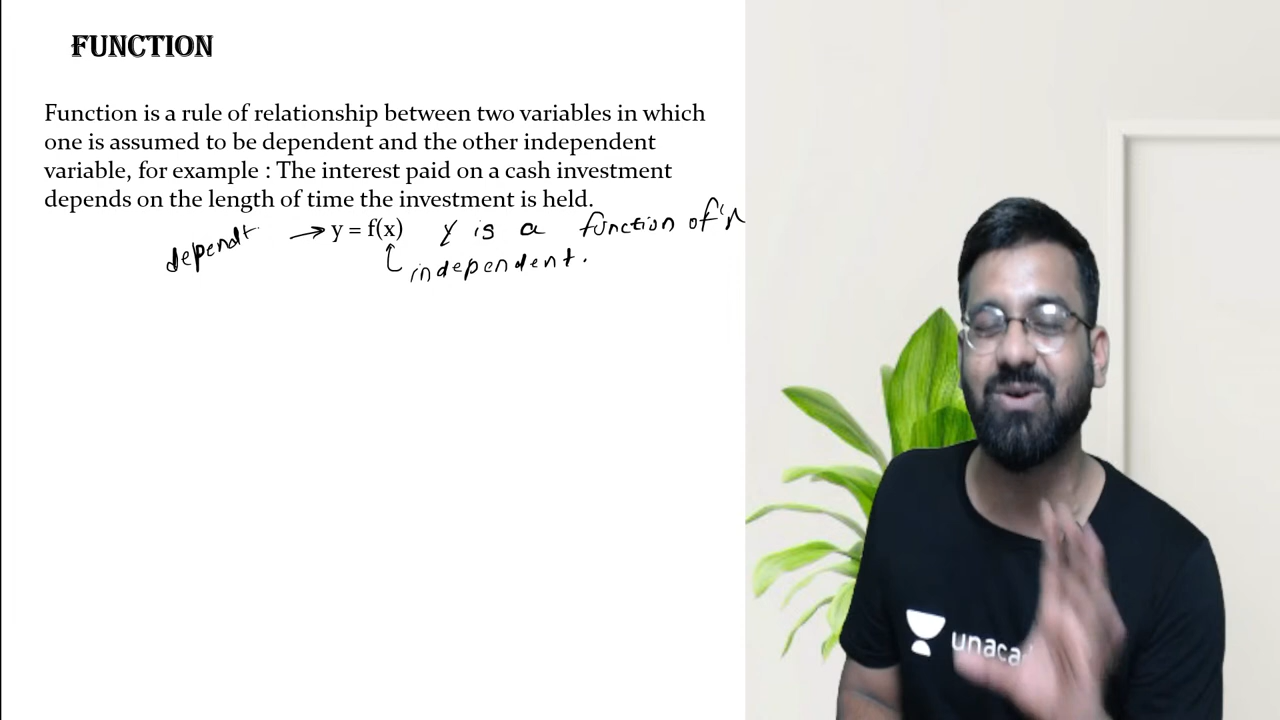 FUNCTION
Function is a rule of relationship between two variables in which
one is assumed to be dependent and the other independent
variable, for example : The interest paid on a cash investment
depends on the length of time the investment is held.
dependt → y = f(x) y is a function of
independent.
unaca